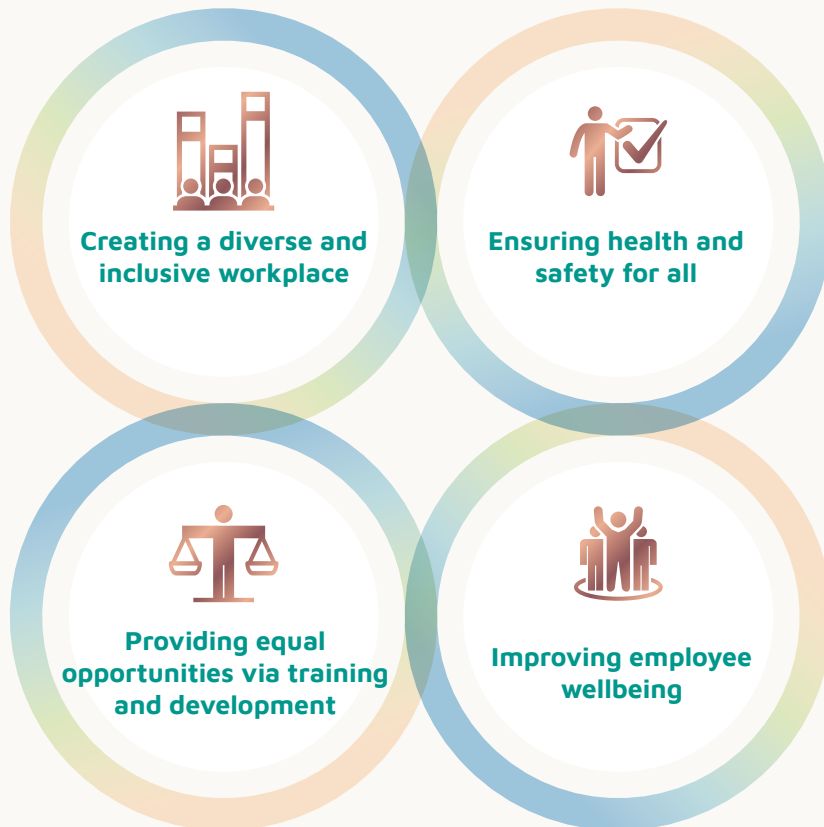 Creating a diverse and
inclusive workplace
Ensuring health and
safety for all
Providing equal
opportunities via training
and development
Improving employee
wellbeing